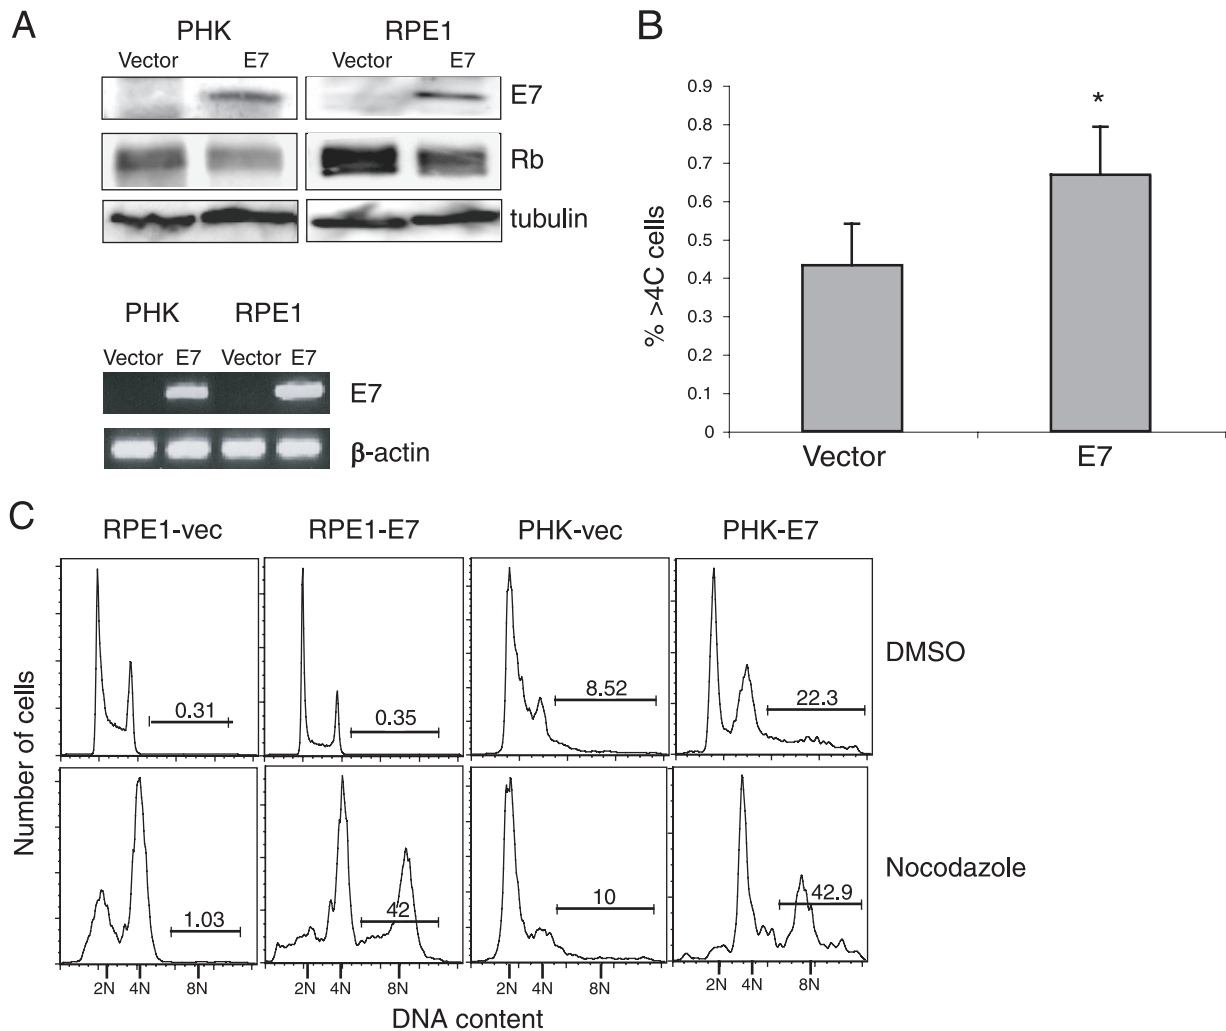 A
PHK RPE1
Vector E7 Vector E7
E7
Rb
tubulin
PHK RPE1
Vector E7 Vector E7
E7
β-actin
B
% >4C cells
0.9
0.8
0.7
0.6
0.5
0.4
0.3
0.2
0.1
0
*
Vector E7
C
RPE1-vec RPE1-E7 PHK-vec PHK-E7
Number of cells
0.31 0.35 8.52 22.3
DMSO
1.03 42 10 42.9
Nocodazole
2N 4N 8N 2N 4N 8N 2N 4N 8N 2N 4N 8N
DNA content